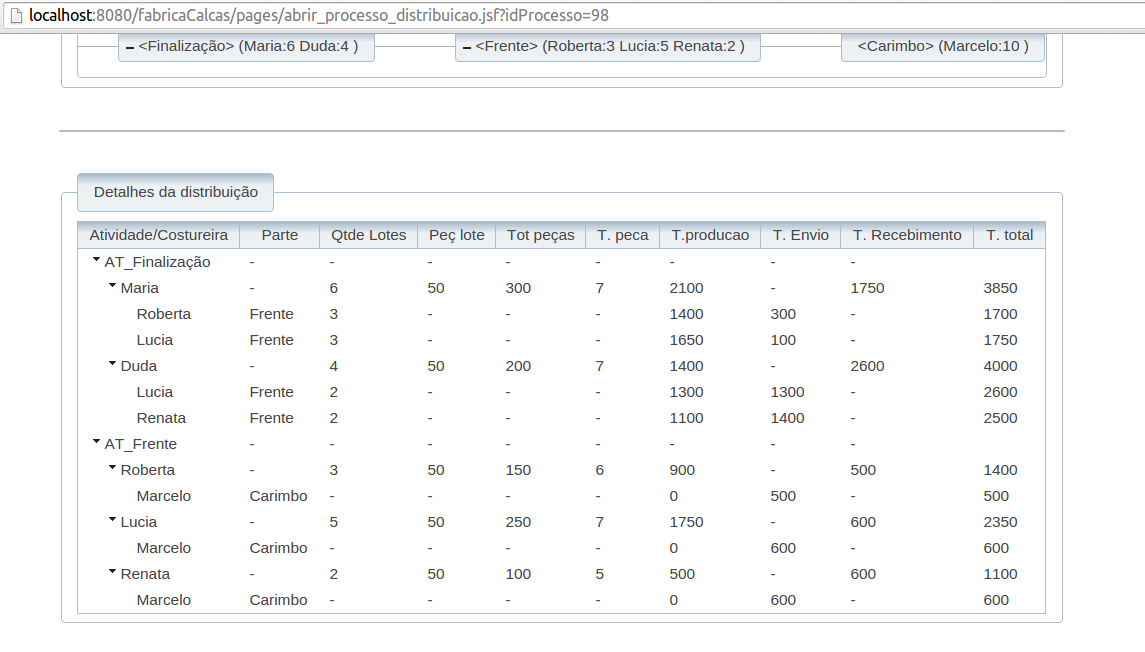 localhost:8080/fabricaCalcas/pages/abrir_processo_distribuicao.jsf?idProcesso=98
<Finalização> (Maria:6 Duda:4 ) <Frente> (Roberta:3 Lucia:5 Renata:2 ) <Carimbo> (Marcelo:10 )
Detalhes da distribuição
Atividade/Costureira Parte Qtde Lotes Peç lote Tot peças T. peca T.producao T. Envio T. Recebimento T. total
AT_Finalização - - - - - - - -
Maria - 6 50 300 7 2100 - 1750 3850
Roberta Frente 3 - - - 1400 300 - 1700
Lucia Frente 3 - - - 1650 100 - 1750
Duda - 4 50 200 7 1400 - 2600 4000
Lucia Frente 2 - - - 1300 1300 - 2600
Renata Frente 2 - - - 1100 1400 - 2500
AT_Frente - - - - - - - -
Roberta - 3 50 150 6 900 - 500 1400
Marcelo Carimbo - - - - 0 500 - 500
Lucia - 5 50 250 7 1750 - 600 2350
Marcelo Carimbo - - - - 0 600 - 600
Renata - 2 50 100 5 500 - 600 1100
Marcelo Carimbo - - - - 0 600 - 600